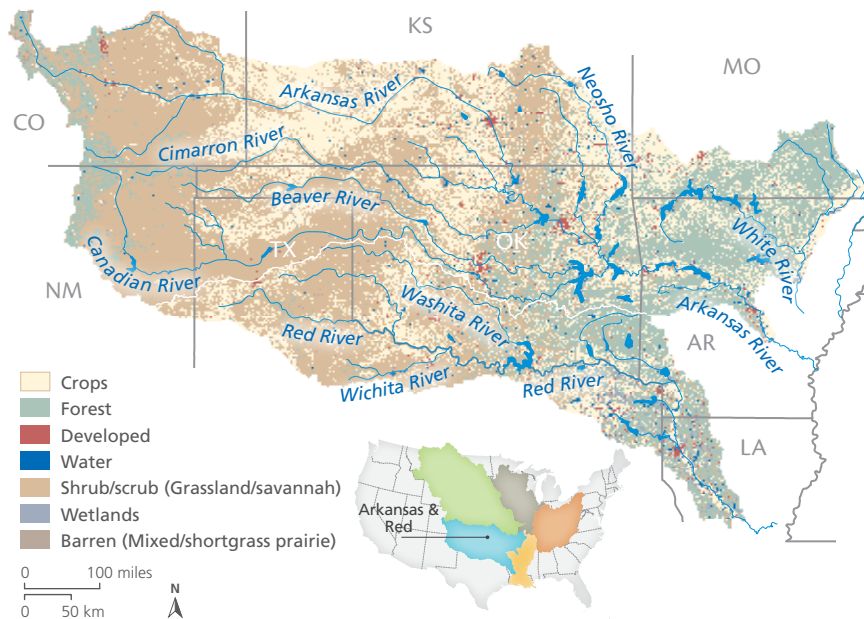 KS
MO
CO
Arkansas River
Neosho River
Cimarron River
Beaver River
TX
OK
White River
Canadian River
NM
Washita River
Arkansas River
Red River
AR
Wichita River
Red River
LA
Crops
Forest
Developed
Water
Shrub/scrub (Grassland/savannah)
Wetlands
Barren (Mixed/shortgrass prairie)
Arkansas &
Red
0 100 miles
0 50 km
N